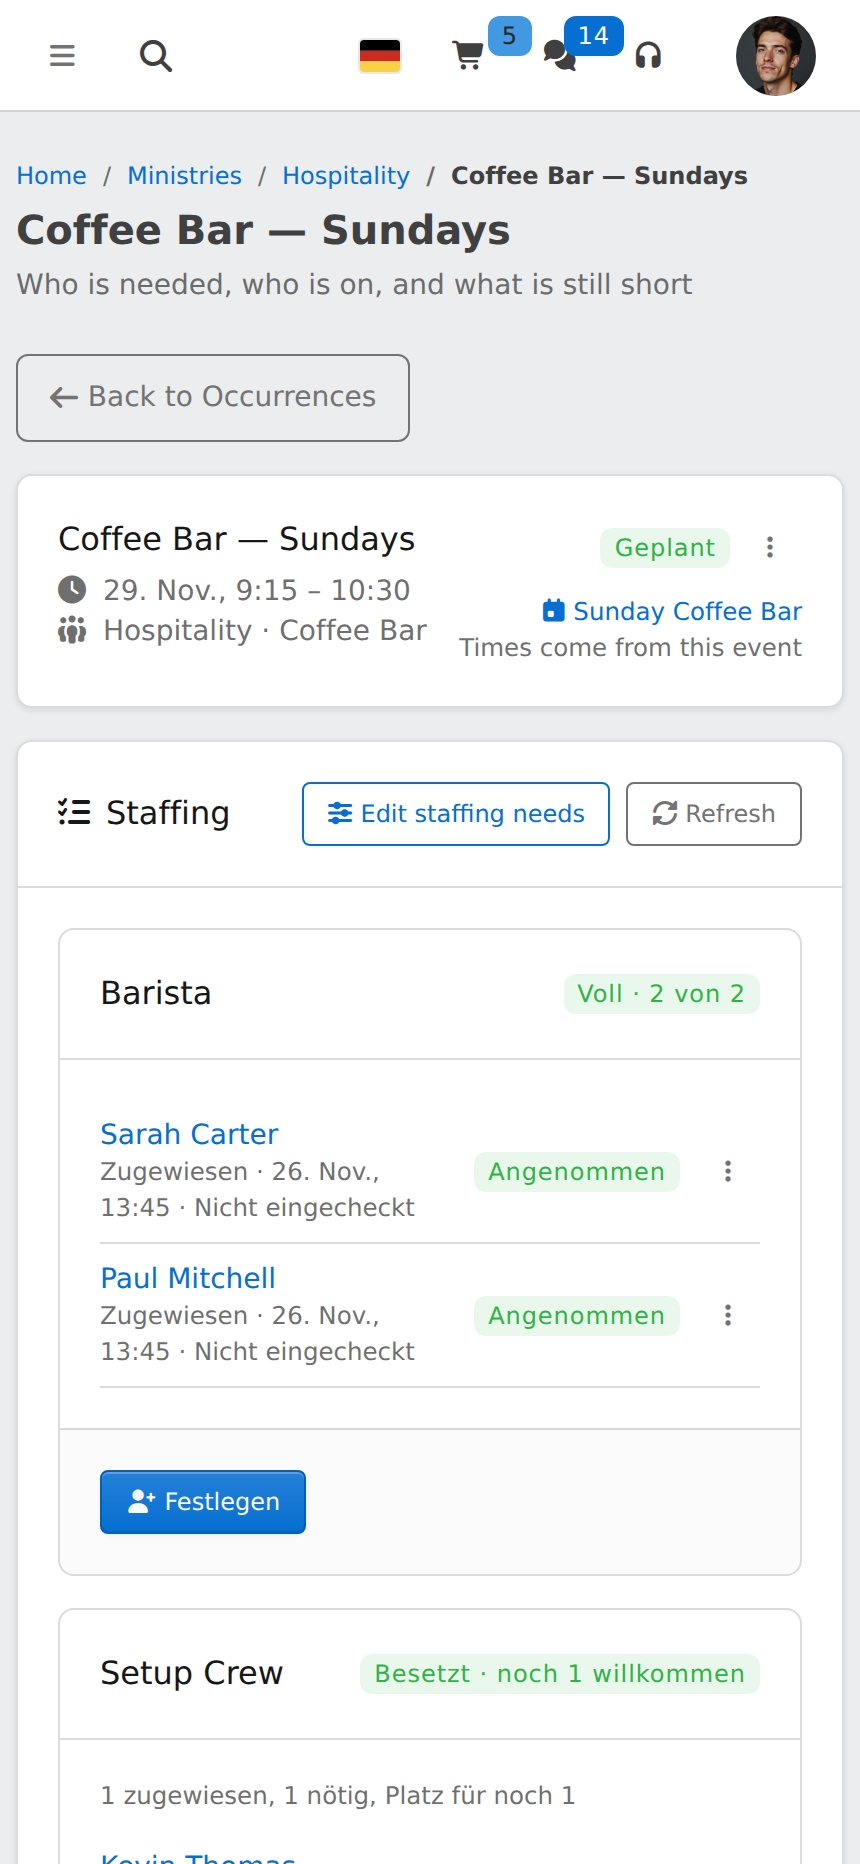 5
14
Home / Ministries / Hospitality / Coffee Bar — Sundays
Coffee Bar — Sundays
Who is needed, who is on, and what is still short
Back to Occurrences
Coffee Bar — Sundays
Geplant
29. Nov., 9:15 – 10:30
Hospitality · Coffee Bar
Sunday Coffee Bar
Times come from this event
Staffing
Edit staffing needs
Refresh
Barista
Voll · 2 von 2
Sarah Carter
Zugewiesen · 26. Nov.,
13:45 · Nicht eingecheckt
Angenommen
Paul Mitchell
Zugewiesen · 26. Nov.,
13:45 · Nicht eingecheckt
Angenommen
Festlegen
Setup Crew
Besetzt · noch 1 willkommen
1 zugewiesen, 1 nötig, Platz für noch 1
Kevin Thomas